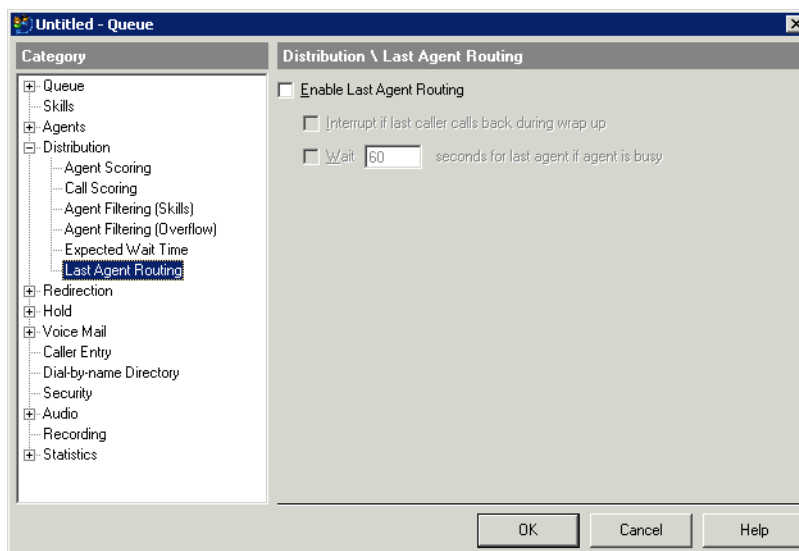 Untitled - Queue
Category
Queue
Skills
Agents
Distribution
Agent Scoring
Call Scoring
Agent Filtering (Skills)
Agent Filtering (Overflow)
Expected Wait Time
Last Agent Routing
Redirection
Hold
Voice Mail
Caller Entry
Dial-by-name Directory
Security
Audio
Recording
Statistics
Distribution \ Last Agent Routing
Enable Last Agent Routing
Interrupt if last caller calls back during wrap up
Wait 60 seconds for last agent if agent is busy
OK Cancel Help